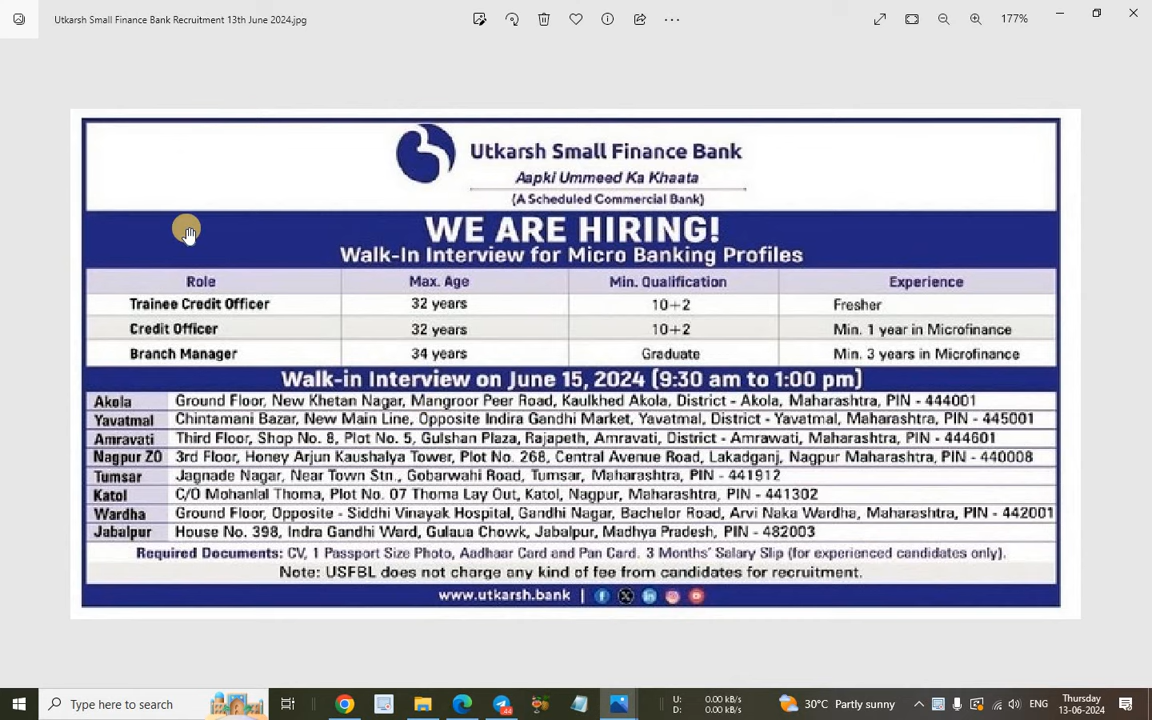 Utkarsh Small Finance Bank Recruitment 13th June 2024.jpg
177%
Utkarsh Small Finance Bank
Aapki Ummeed Ka Khaata
(A Scheduled Commercial Bank)
WE ARE HIRING!
Walk-In Interview for Micro Banking Profiles
Role Max. Age Min. Qualification Experience
Trainee Credit Officer 32 years 10+2 Fresher
Credit Officer 32 years 10+2 Min. 1 year in Microfinance
Branch Manager 34 years Graduate Min. 3 years in Microfinance
Walk-in Interview on June 15, 2024 (9:30 am to 1:00 pm)
Akola Ground Floor, New Khetan Nagar, Mangroor Peer Road, Kaulkhed Akola, District - Akola, Maharashtra, PIN - 444001
Yavatmal Chintamani Bazar, New Main Line, Opposite Indira Gandhi Market, Yavatmal, District - Yavatmal, Maharashtra, PIN - 445001
Amravati Third Floor, Shop No. 8, Plot No. 5, Gulshan Plaza, Rajapeth, Amravati, District - Amrawati, Maharashtra, PIN - 444601
Nagpur ZO 3rd Floor, Honey Arjun Kaushalya Tower, Plot No. 268, Central Avenue Road, Lakadganj, Nagpur Maharashtra, PIN - 440008
Tumsar Jagnade Nagar, Near Town Stn., Gobarwahi Road, Tumsar, Maharashtra, PIN - 441912
Katol C/O Mohanlal Thoma, Plot No. 07 Thoma Lay Out, Katol, Nagpur, Maharashtra, PIN - 441302
Wardha Ground Floor, Opposite - Siddhi Vinayak Hospital, Gandhi Nagar, Bachelor Road, Arvi Naka Wardha, Maharashtra, PIN - 442001
Jabalpur House No. 398, Indra Gandhi Ward, Gulaua Chowk, Jabalpur, Madhya Pradesh, PIN - 482003
Required Documents: CV, 1 Passport Size Photo, Aadhaar Card and Pan Card. 3 Months' Salary Slip (for experienced candidates only).
Note: USFBL does not charge any kind of fee from candidates for recruitment.
www.utkarsh.bank |
Type here to search
44
U: 0.00 kB/s
D: 0.00 kB/s
30°C Partly sunny
ENG
Thursday
13-06-2024